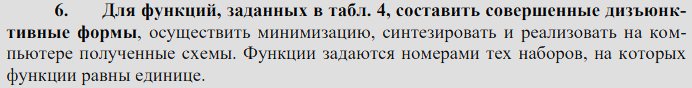 6. Для функций, заданных в табл. 4, составить совершенные дизъюнк-
тивные формы, осуществить минимизацию, синтезировать и реализовать на ком-
пьютере полученные схемы. Функции задаются номерами тех наборов, на которых
функции равны единице.